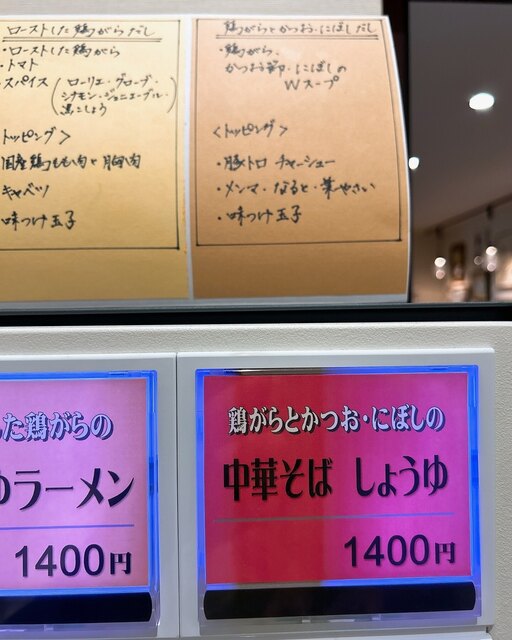 ローストした鶏がらだし
・ローストした鶏がら
・トマト
スパイス(ローリエ・グローブ・
シナモン・ジュニエーブル・
黒こしょう)
トッピング>
国産鶏もも肉と胸肉
キャベツ
味つけ玉子
鶏がらとかつお・にぼしだし
・鶏がら、
かつお節・にぼしの
Wスープ
<トッピング>
・豚トロチャーシュー
・メンマ・なると・葉やさい
・味つけ玉子
た鶏がらの
ラーメン
1400円
鶏がらとかつお・にぼしの
中華そば しょうゆ
1400円